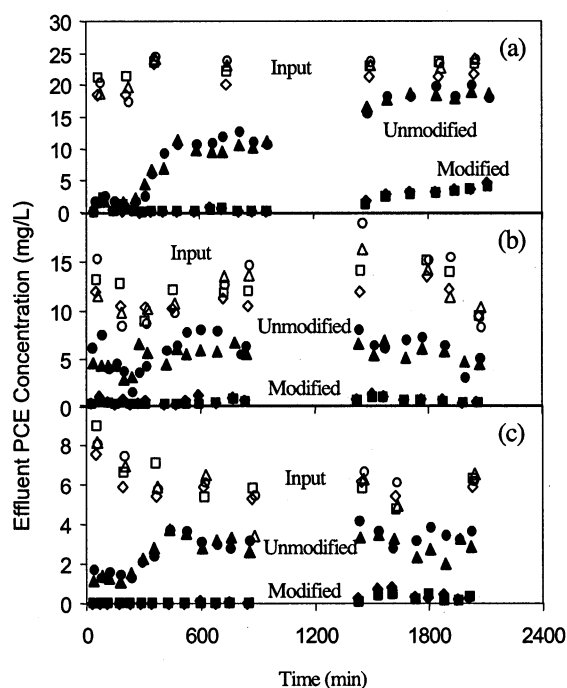 30
25
20
15
10
5
0
(a)
Input
Unmodified
Modified
20
15
10
5
0
(b)
Input
Unmodified
Modified
8
6
4
2
0
(c)
Input
Unmodified
Modified
0 600 1200 1800 2400
Time (min)
Effluent PCE Concentration (mg/L)